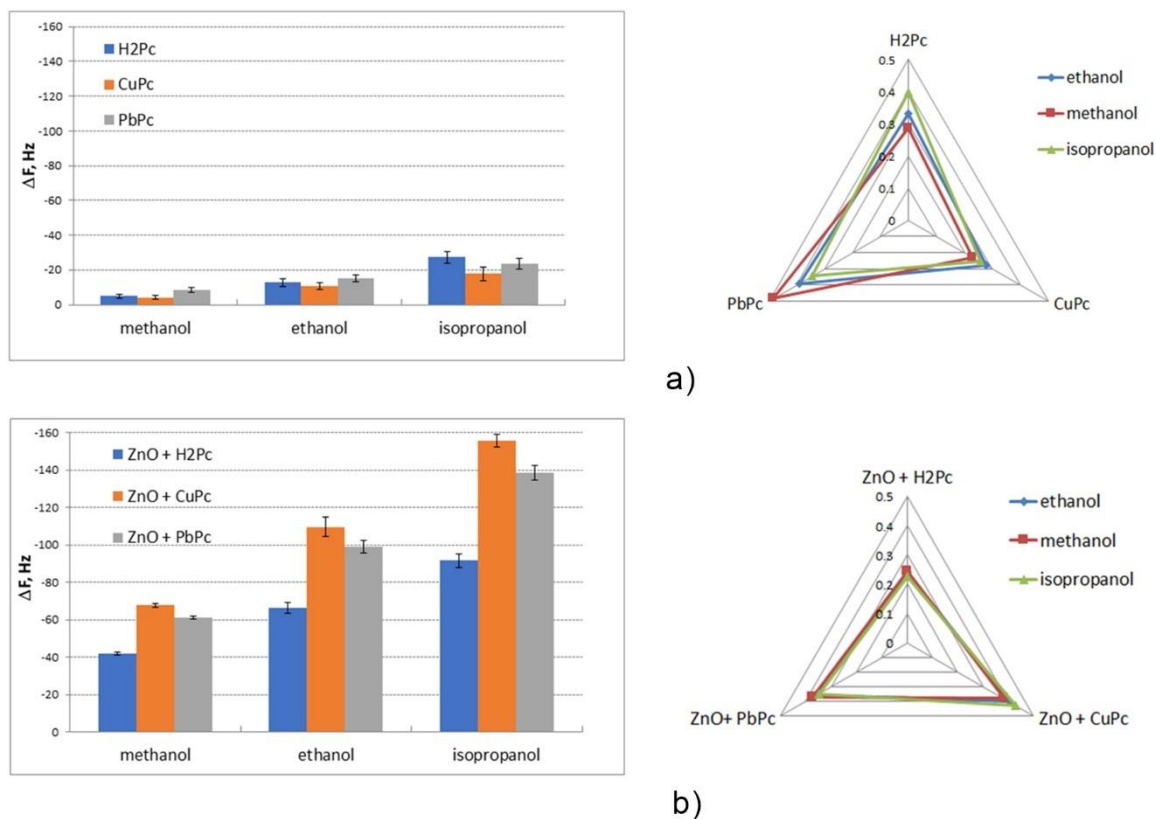 -160
-140
-120
-100
-80
-60
-40
-20
0
ΔF, Hz
H2Pc
CuPc
PbPc
methanol
ethanol
isopropanol
H2Pc
0.5
0.4
0.3
0.2
0.1
0
PbPc
CuPc
ethanol
methanol
isopropanol
a)
-160
-140
-120
-100
-80
-60
-40
-20
0
ΔF, Hz
ZnO + H2Pc
ZnO + CuPc
ZnO + PbPc
methanol
ethanol
isopropanol
ZnO + H2Pc
0.5
0.4
0.3
0.2
0.1
0
ZnO+ PbPc
ZnO + CuPc
ethanol
methanol
isopropanol
b)